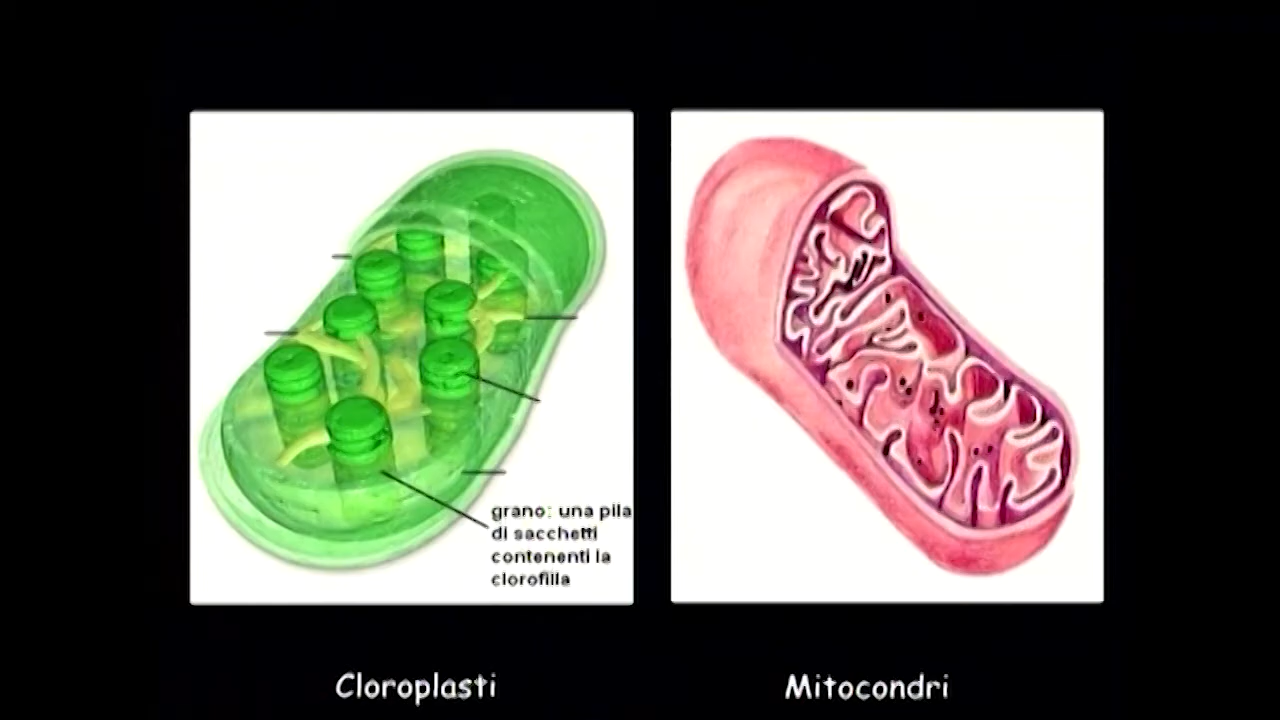 grano: una pila
di sacchetti
contenenti la
clorofilla
Cloroplasti
Mitocondri